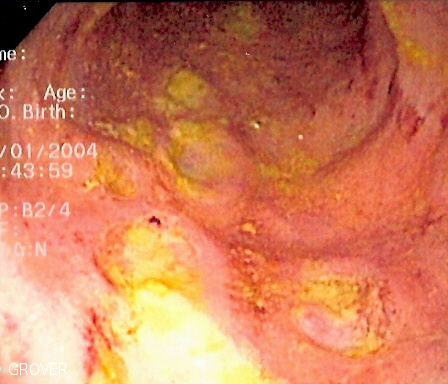 me:
Age:
O. Birth:
/01/2004
:43:59
P:B2/4
F:
G:N
GROVER